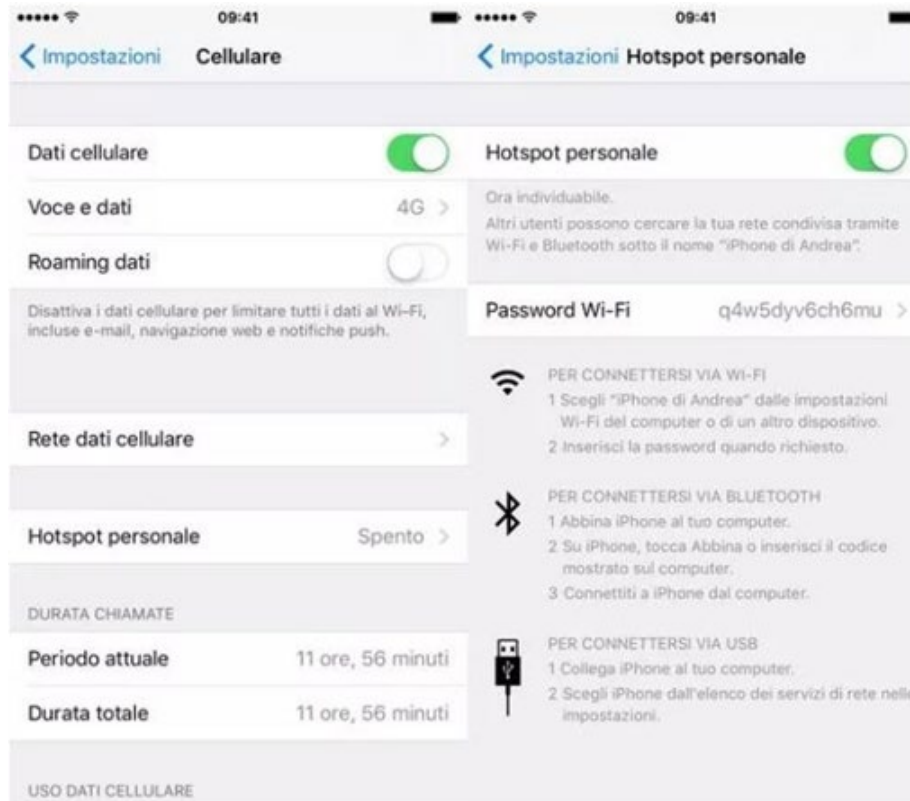 09:41
Impostazioni
Cellulare
Dati cellulare
Voce e dati
4G
Roaming dati
Disattiva i dati cellulare per limitare tutti i dati al Wi-Fi,
incluse e-mail, navigazione web e notifiche push.
Rete dati cellulare
Hotspot personale
Spento
DURATA CHIAMATE
Periodo attuale
11 ore, 56 minuti
Durata totale
11 ore, 56 minuti
USO DATI CELLULARE
09:41
Impostazioni
Hotspot personale
Hotspot personale
Ora individuabile.
Altri utenti possono cercare la tua rete condivisa tramite
Wi-Fi e Bluetooth sotto il nome "iPhone di Andrea".
Password Wi-Fi
q4w5dyv6ch6mu
PER CONNETTERSI VIA WI-FI
1 Scegli "iPhone di Andrea" dalle impostazioni
Wi-Fi del computer o di un altro dispositivo.
2 Inserisci la password quando richiesto.
PER CONNETTERSI VIA BLUETOOTH
1 Abbina iPhone al tuo computer.
2 Su iPhone, tocca Abbina o inserisci il codice
mostrato sul computer.
3 Connettiti a iPhone dal computer.
PER CONNETTERSI VIA USB
1 Collega iPhone al tuo computer.
2 Scegli iPhone dall'elenco dei servizi di rete nelle
impostazioni.